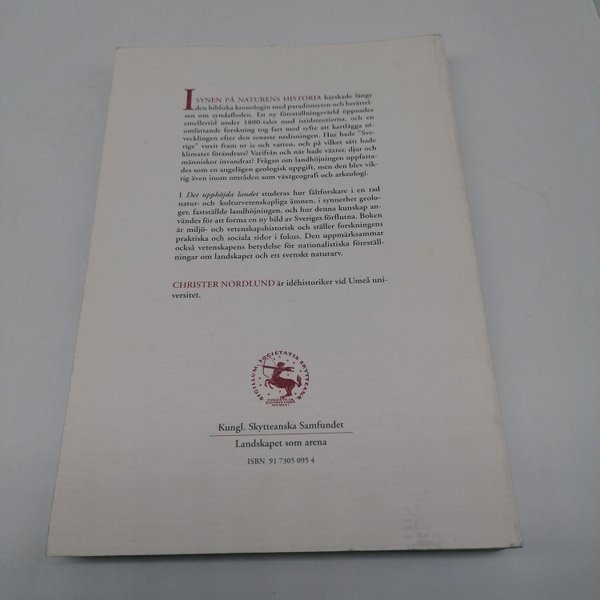 I SYNEN PÅ NATURENS HISTORIA härskade länge
den bibliska kronologin med paradismyten och berättel-
sen om syndafloden. En ny föreställningsvärld öppnades
emellertid under 1800-talet med istidsteorierna, och en
omfattande forskning tog fart med syfte att kartlägga ut-
vecklingen efter den senaste nedisningen. Hur hade "Sve-
rige" vuxit fram ur is och vatten, och på vilket sätt hade
klimatet förändrats? Varifrån och när hade växter, djur och
människor invandrat? Frågan om landhöjningen uppfatta-
des som en angelägen geologisk uppgift, men den blev vik-
tig även inom områden som växtgeografi och arkeologi.
I Det upphöjda landet studeras hur fältforskare i en rad
natur- och kulturvetenskapliga ämnen, i synnerhet geolo-
ger, fastställde landhöjningen, och hur denna kunskap an-
vändes för att forma en ny bild av Sveriges förflutna. Boken
är miljö- och vetenskapshistorisk och ställer forskningens
praktiska och sociala sidor i fokus. Den uppmärksammar
också vetenskapens betydelse för nationalistiska föreställ-
ningar om landskapet och ett svenskt naturarv.
CHRISTER NORDLUND är idéhistoriker vid Umeå uni-
versitet.
SIGILLUM SOCIETATIS SKYTTEANÆ
Kungl. Skytteanska Samfundet
Landskapet som arena
ISBN 91 7305 095 4